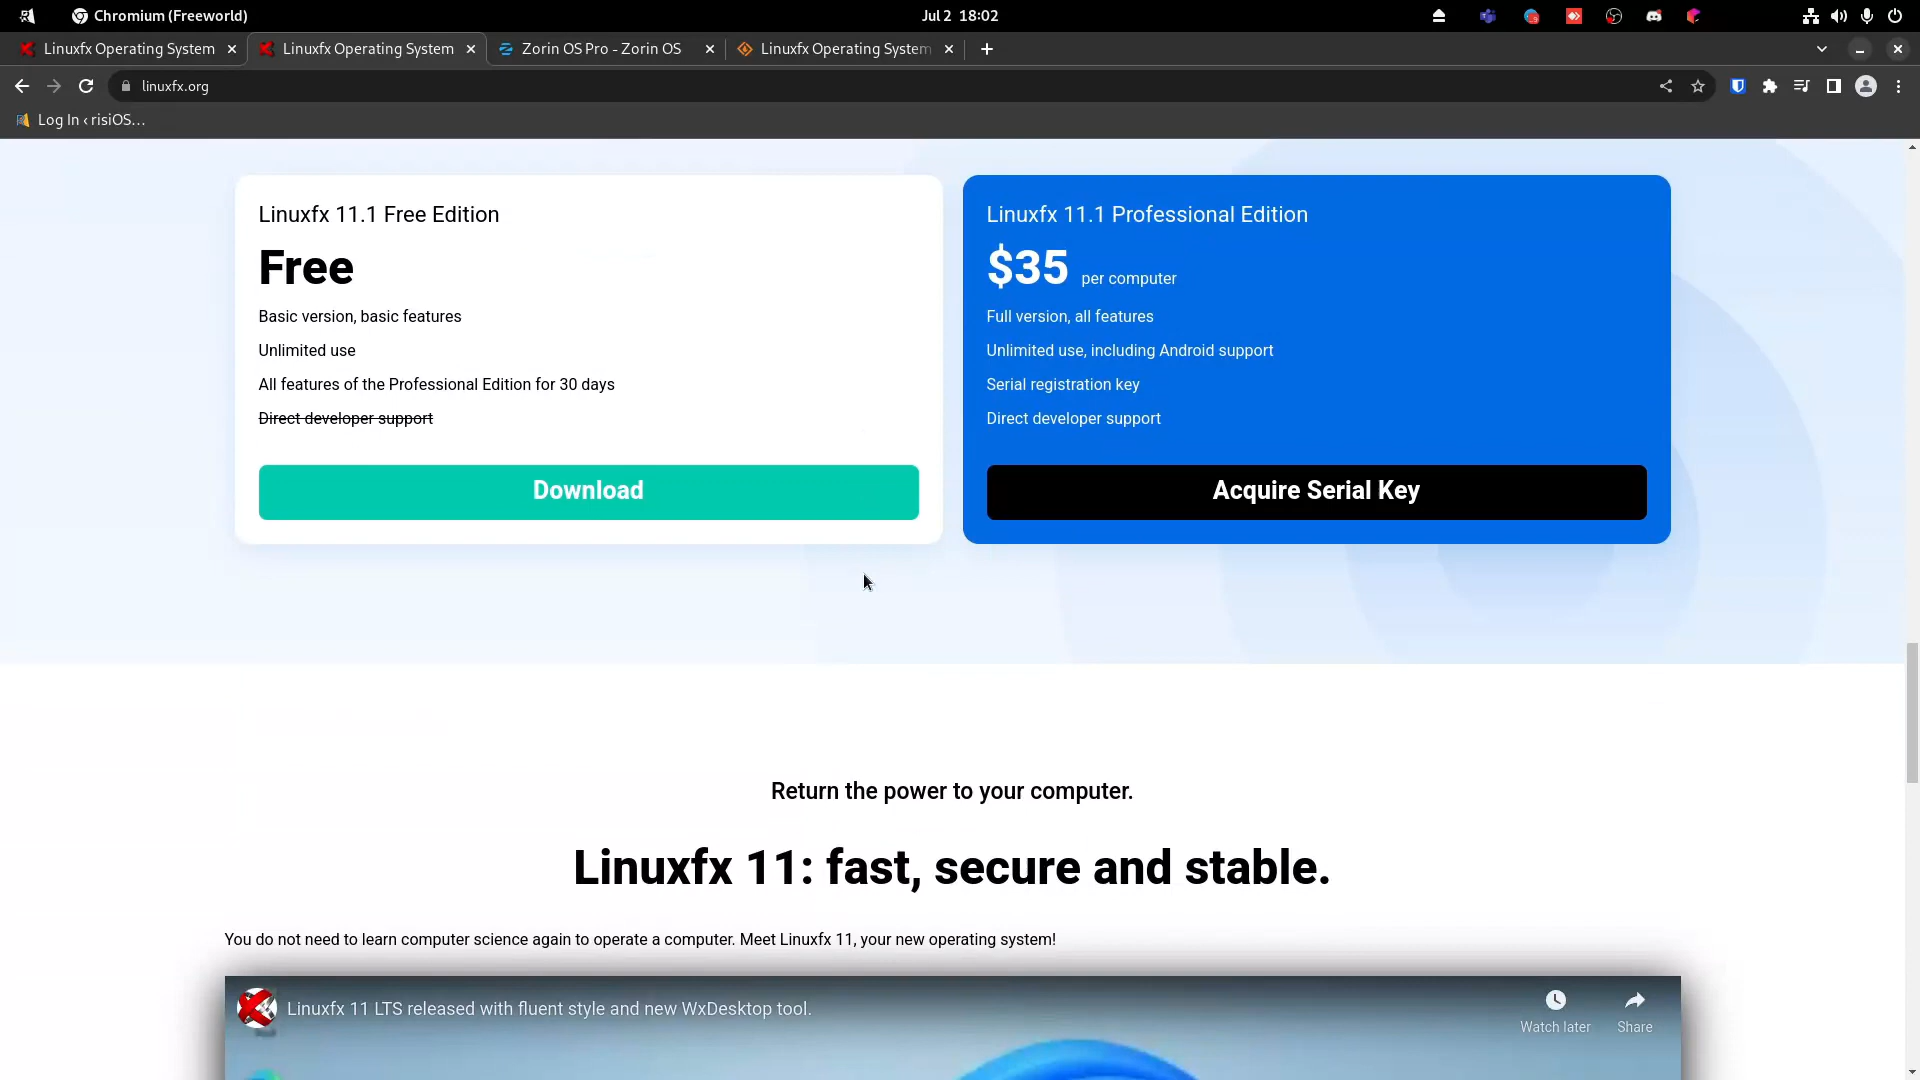 Chromium (Freeworld)
Jul 2 18:02
Linuxfx Operating System
Linuxfx Operating System
Zorin OS Pro - Zorin OS
Linuxfx Operating System
linuxfx.org
Log In ‹ risiOS...
Linuxfx 11.1 Free Edition
Free
Basic version, basic features
Unlimited use
All features of the Professional Edition for 30 days
Direct developer support
Download
Linuxfx 11.1 Professional Edition
$35 per computer
Full version, all features
Unlimited use, including Android support
Serial registration key
Direct developer support
Acquire Serial Key
Return the power to your computer.
Linuxfx 11: fast, secure and stable.
You do not need to learn computer science again to operate a computer. Meet Linuxfx 11, your new operating system!
Linuxfx 11 LTS released with fluent style and new WxDesktop tool.
Watch later
Share